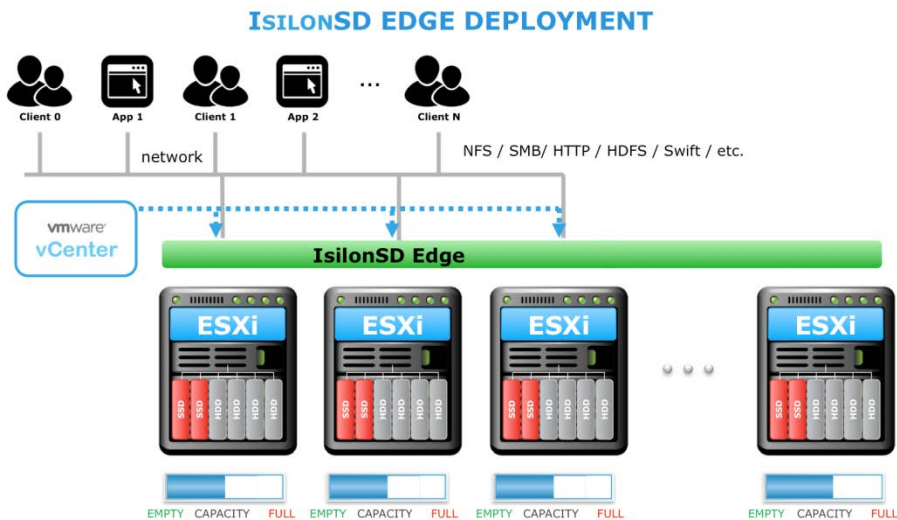 ISILONSD EDGE DEPLOYMENT
Client 0 App 1 Client 1 App 2 ... Client N
network
NFS / SMB/ HTTP / HDFS / Swift / etc.
vmware
vCenter
IsilonSD Edge
ESXi ESXi ESXi ESXi
SSD SSD HDD HDD HDD HDD SSD SSD HDD HDD HDD HDD SSD SSD HDD HDD HDD HDD SSD SSD HDD HDD HDD HDD
EMPTY CAPACITY FULL EMPTY CAPACITY FULL EMPTY CAPACITY FULL EMPTY CAPACITY FULL